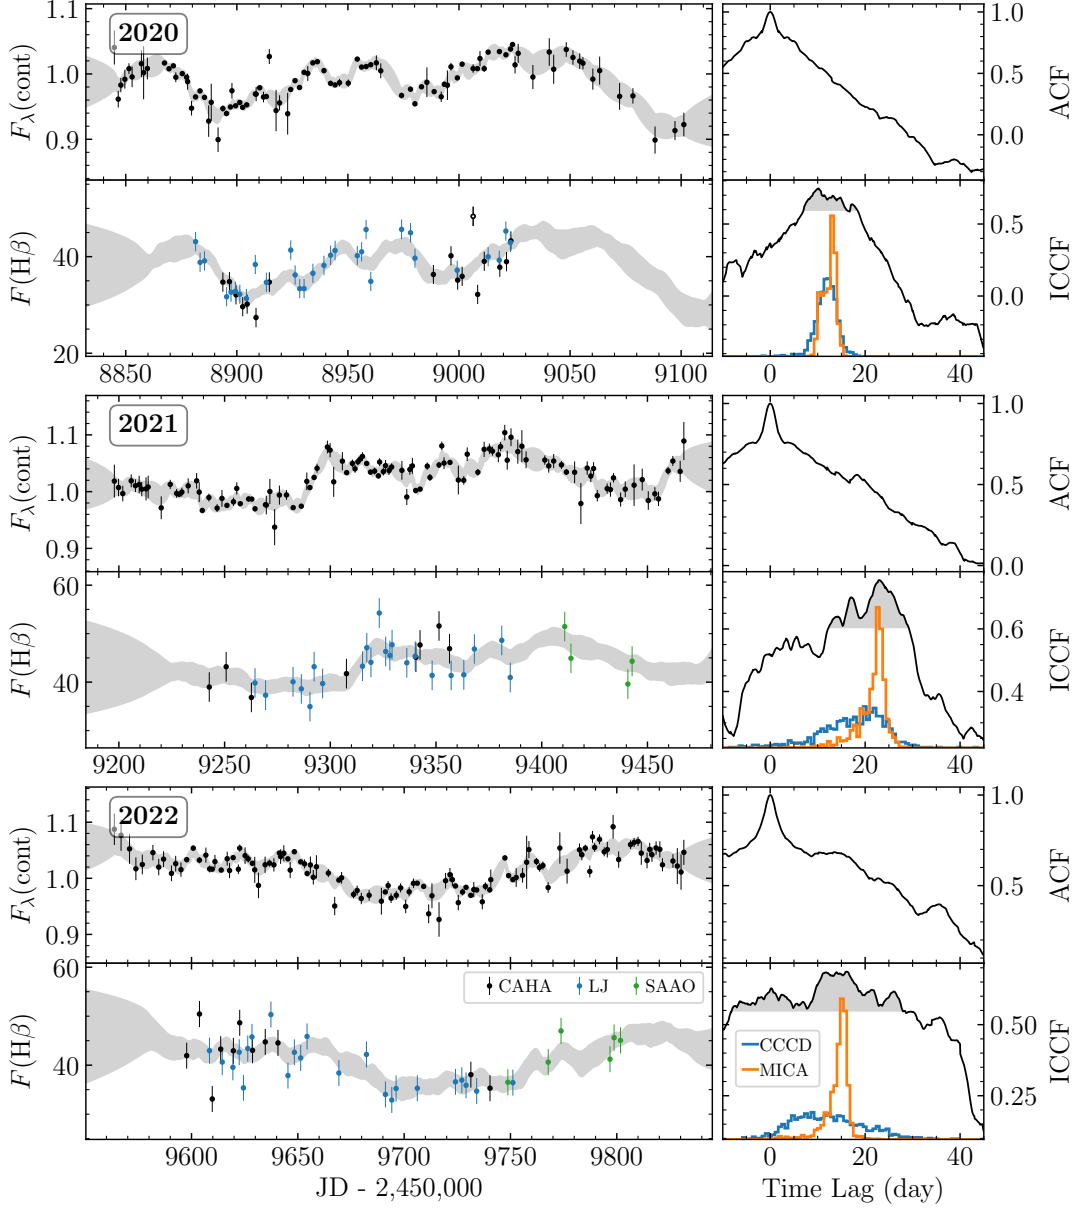 2020
F_λ(cont)
1.1
1.0
0.9
1.0
0.5
0.0
ACF
F(Hβ)
40
20
0.5
0.0
ICCF
8850 8900 8950 9000 9050 9100
0 20 40
2021
F_λ(cont)
1.1
1.0
0.9
1.0
0.5
0.0
ACF
F(Hβ)
60
40
0.6
0.4
ICCF
9200 9250 9300 9350 9400 9450
0 20 40
2022
F_λ(cont)
1.1
1.0
0.9
1.0
0.5
ACF
F(Hβ)
60
40
CAHA LJ SAAO
CCCD
MICA
0.50
0.25
ICCF
9600 9650 9700 9750 9800
0 20 40
JD - 2,450,000
Time Lag (day)